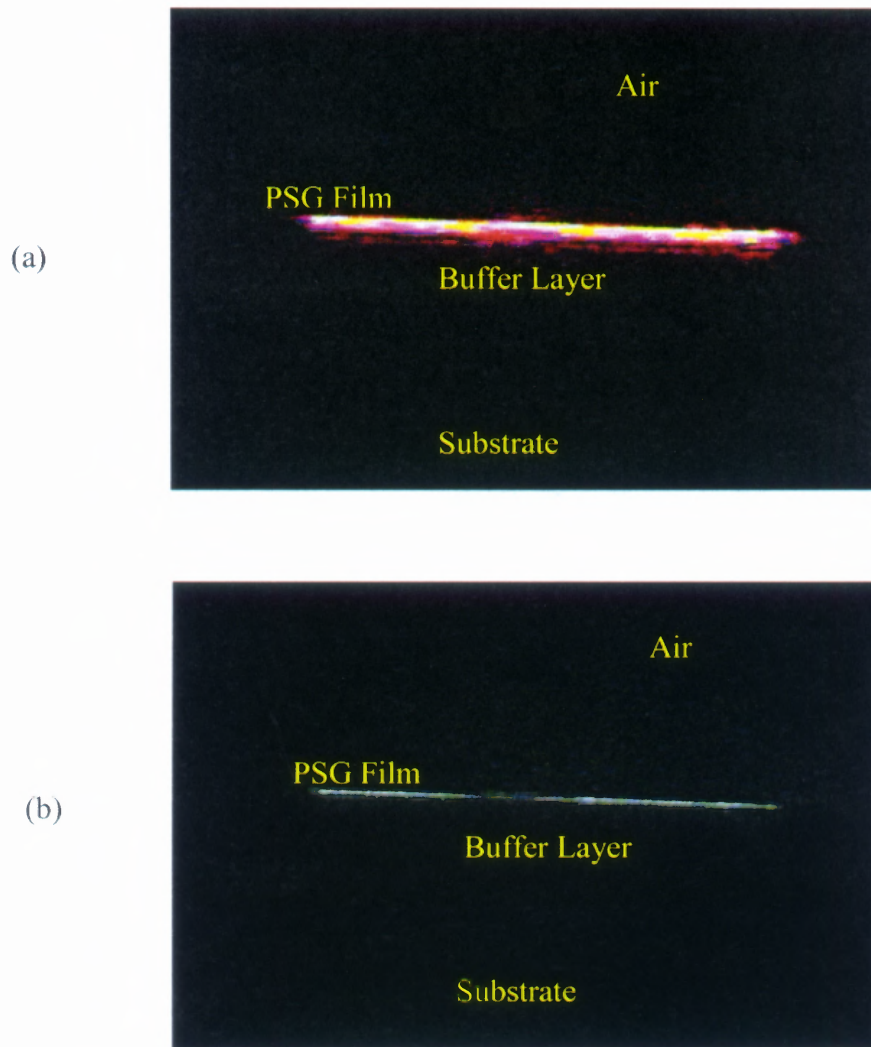 Air
PSG Film
(a)
Buffer Layer
Substrate
Air
PSG Film
(b)
Buffer Layer
Substrate